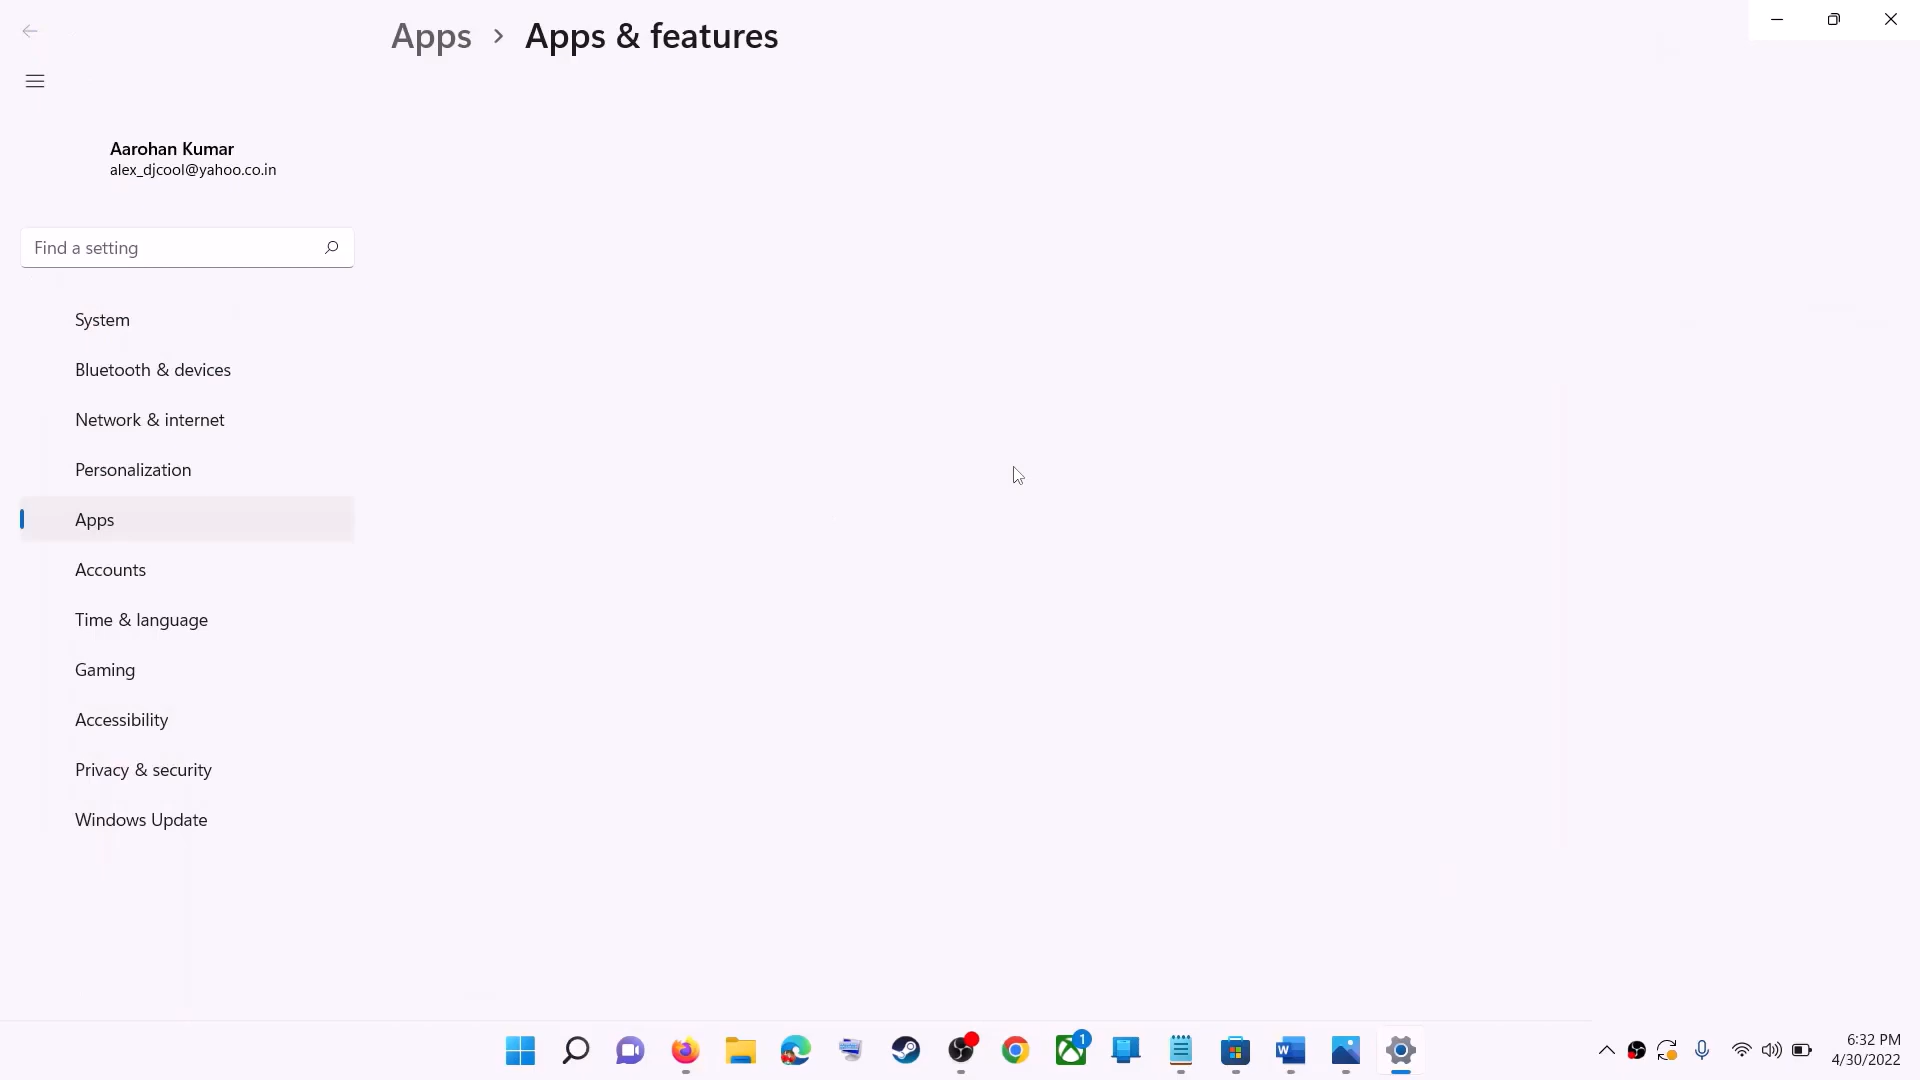 Apps > Apps & features
Aarohan Kumar
alex_djcool@yahoo.co.in
Find a setting
System
Bluetooth & devices
Network & internet
Personalization
Apps
Accounts
Time & language
Gaming
Accessibility
Privacy & security
Windows Update
1
W
6:32 PM
4/30/2022